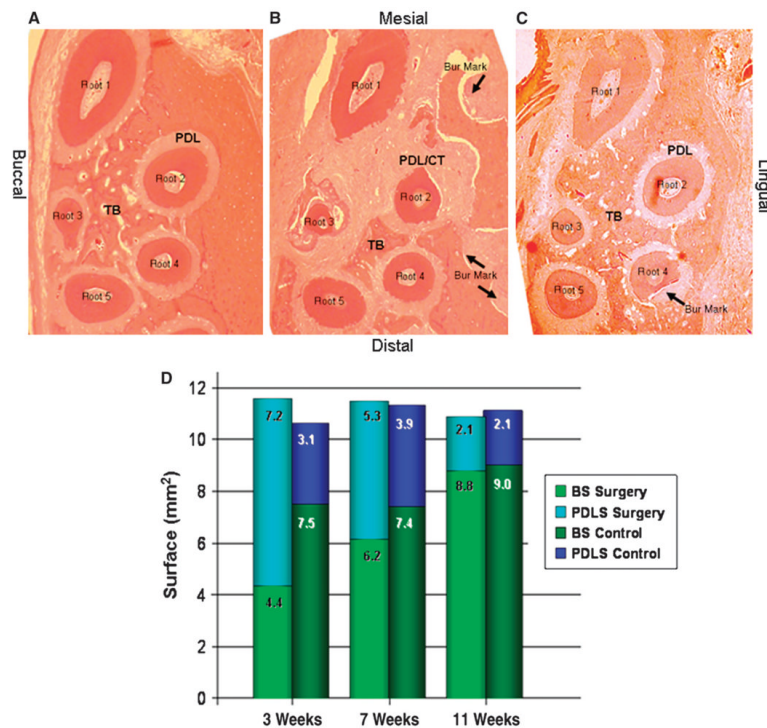 A
B
Mesial
C
Root 1
Root 1
Bur Mark
Root 1
PDL
PDL/CT
PDL
Buccal
Lingual
Root 2
Root 2
Root 2
Root 3
TB
Root 3
TB
Root 3
TB
Root 4
Root 4
Bur Mark
Root 4
Root 5
Root 5
Root 5
Bur Mark
Distal
D
12
10
8
6
4
2
0
Surface (mm²)
7.2
3.1
5.3
3.9
2.1
2.1
4.4
7.5
6.2
7.4
8.8
9.0
BS Surgery
PDLS Surgery
BS Control
PDLS Control
3 Weeks
7 Weeks
11 Weeks